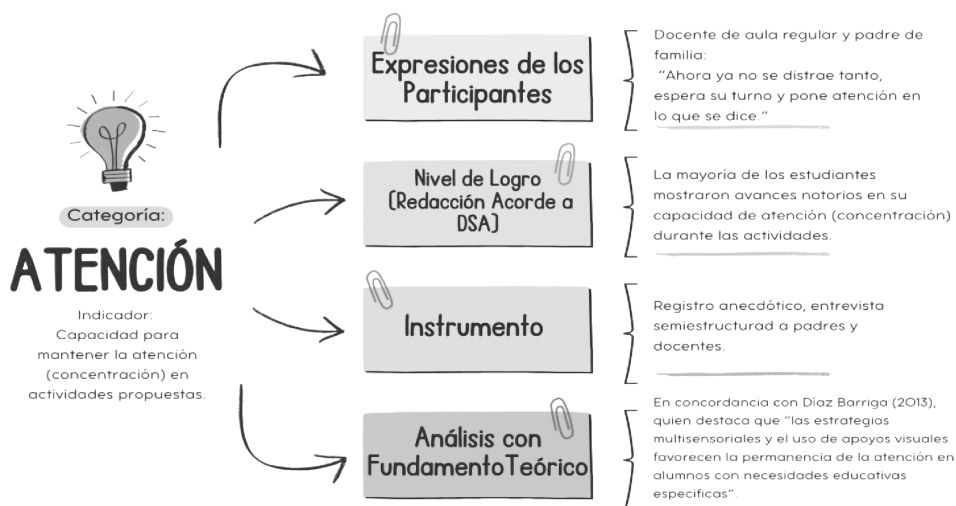 Categoría:
ATENCIÓN
Indicador:
Capacidad para
mantener la atención
(concentración) en
actividades propuestas.
Expresiones de los
Participantes
Docente de aula regular y padre de
familia:
"Ahora ya no se distrae tanto,
espera su turno y pone atención en
lo que se dice."
Nivel de Logro
(Redacción Acorde a
DSA)
La mayoría de los estudiantes
mostraron avances notorios en su
capacidad de atención (concentración)
durante las actividades.
Instrumento
Registro anecdótico, entrevista
semiestructurad a padres y
docentes.
Análisis con
Fundamento Teórico
En concordancia con Díaz Barriga (2013),
quien destaca que "las estrategias
multisensoriales y el uso de apoyos visuales
favorecen la permanencia de la atención en
alumnos con necesidades educativas
especificas".